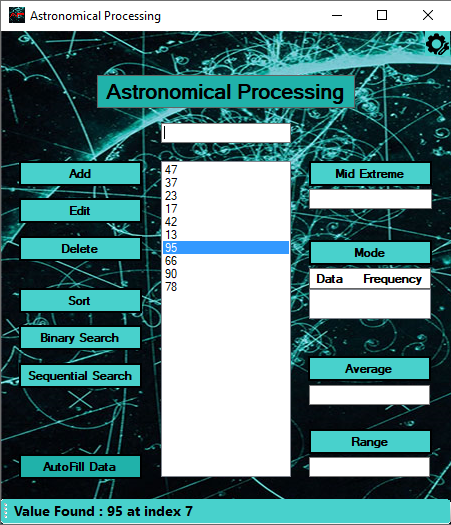 Astronomical Processing
Astronomical Processing
Add
Edit
Delete
Sort
Binary Search
Sequential Search
AutoFill Data
47
37
23
17
42
13
95
66
90
78
Mid Extreme
Mode
Data Frequency
Average
Range
Value Found : 95 at index 7